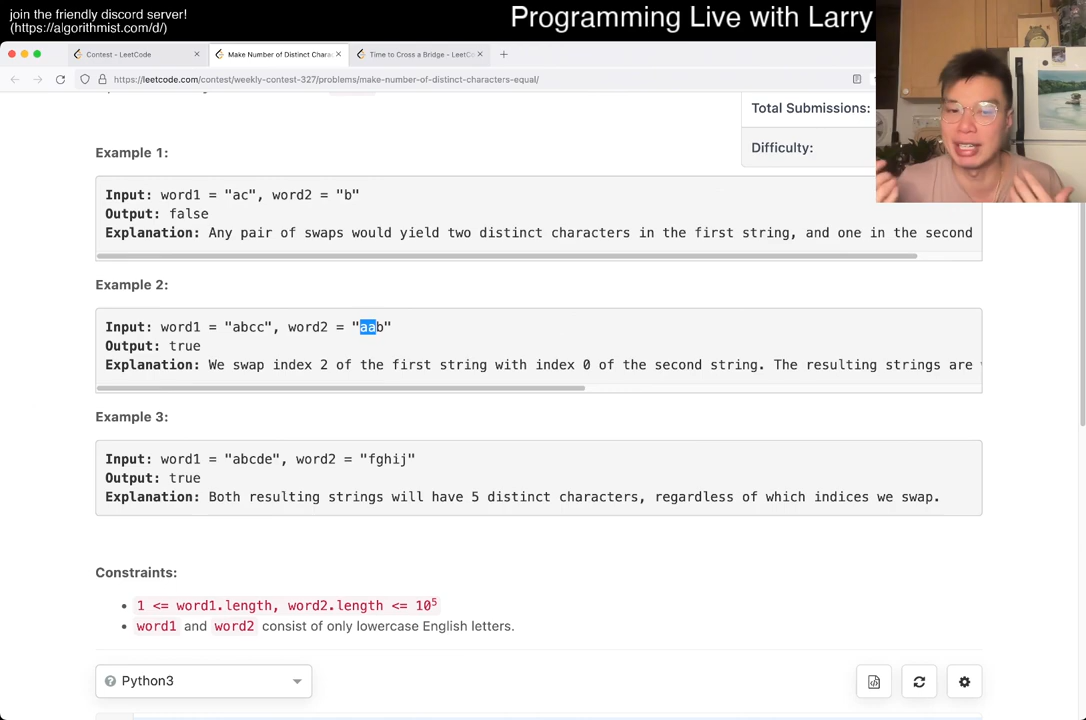 join the friendly discord server!
(https://algorithmist.com/d/)
Programming Live with Larry
Contest - LeetCode
Make Number of Distinct Charac
Time to Cross a Bridge - LeetCo
https://leetcode.com/contest/weekly-contest-327/problems/make-number-of-distinct-characters-equal/
Total Submissions:
Difficulty:
Example 1:
Input: word1 = "ac", word2 = "b"
Output: false
Explanation: Any pair of swaps would yield two distinct characters in the first string, and one in the second
Example 2:
Input: word1 = "abcc", word2 = "aab"
Output: true
Explanation: We swap index 2 of the first string with index 0 of the second string. The resulting strings are
Example 3:
Input: word1 = "abcde", word2 = "fghij"
Output: true
Explanation: Both resulting strings will have 5 distinct characters, regardless of which indices we swap.
Constraints:
1 <= word1.length, word2.length <= 10⁵
word1 and word2 consist of only lowercase English letters.
Python3